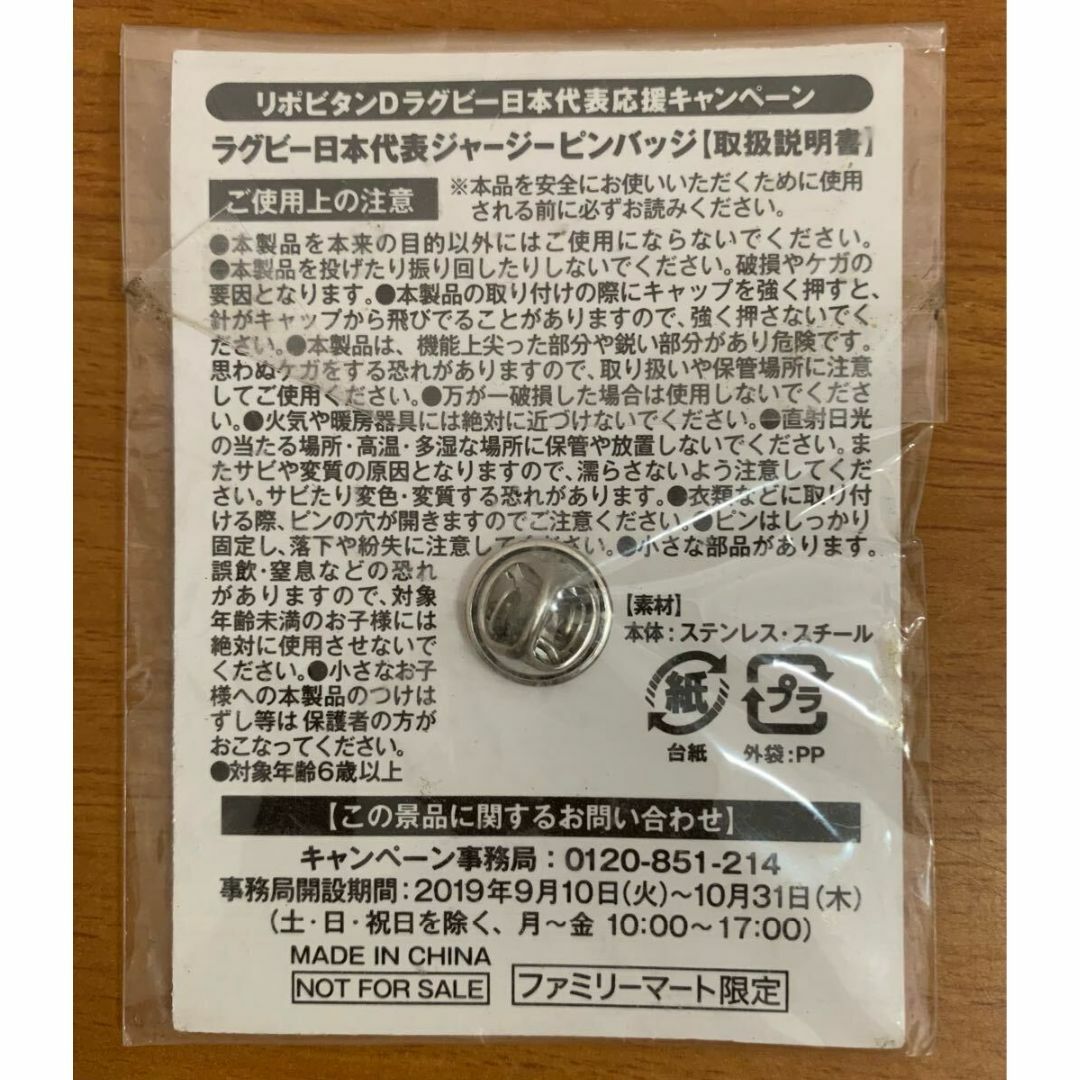 リポビタンDラグビー日本代表応援キャンペーン
ラグビー日本代表ジャージーピンバッジ【取扱説明書】
ご使用上の注意
※本品を安全にお使いいただくために使用
される前に必ずお読みください。
●本製品を本来の目的以外にはご使用にならないでください。
●本製品を投げたり振り回したりしないでください。破損やケガの
要因となります。●本製品の取り付けの際にキャップを強く押すと、
針がキャップから飛びでることがありますので、強く押さないでく
ださい。●本製品は、機能上尖った部分や鋭い部分があり危険です。
思わぬケガをする恐れがありますので、取り扱いや保管場所に注意
してご使用ください。●万が一破損した場合は使用しないでくださ
い。●火気や暖房器具には絶対に近づけないでください。●直射日光
の当たる場所・高温・多湿な場所に保管や放置しないでください。ま
たサビや変質の原因となりますので、濡らさないよう注意してくだ
さい。サビたり変色・変質する恐れがあります。●衣類などに取り付
ける際、ピンの穴が開きますのでご注意ください。●ピンはしっかり
固定し、落下や紛失に注意してください。●小さな部品があります。
誤飲・窒息などの恐れ
がありますので、対象
年齢未満のお子様には
絶対に使用させないで
ください。●小さなお子
様への本製品のつけは
ずし等は保護者の方が
おこなってください。
●対象年齢6歳以上
【素材】
本体：ステンレス・スチール
紙
プラ
台紙
外袋：PP
【この景品に関するお問い合わせ】
キャンペーン事務局：0120-851-214
事務局開設期間：2019年9月10日(火)～10月31日(木)
(土・日・祝日を除く、月～金 10:00～17:00)
MADE IN CHINA
NOT FOR SALE
ファミリーマート限定